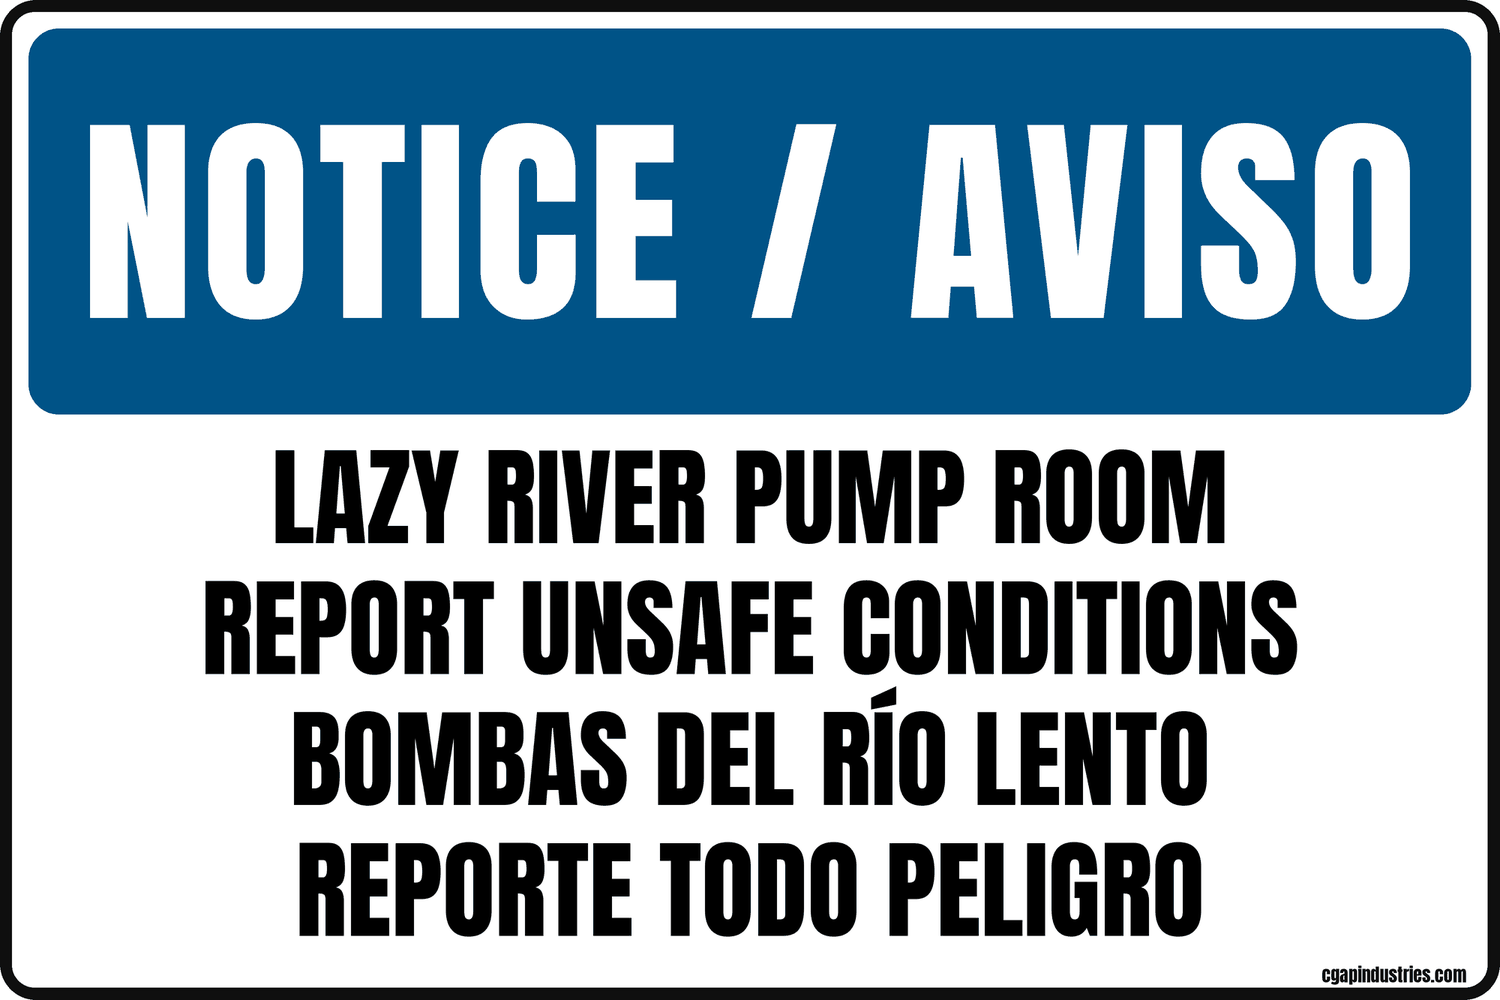 NOTICE / AVISO
LAZY RIVER PUMP ROOM
REPORT UNSAFE CONDITIONS
BOMBAS DEL RÍO LENTO
REPORTE TODO PELIGRO
cgapindustries.com